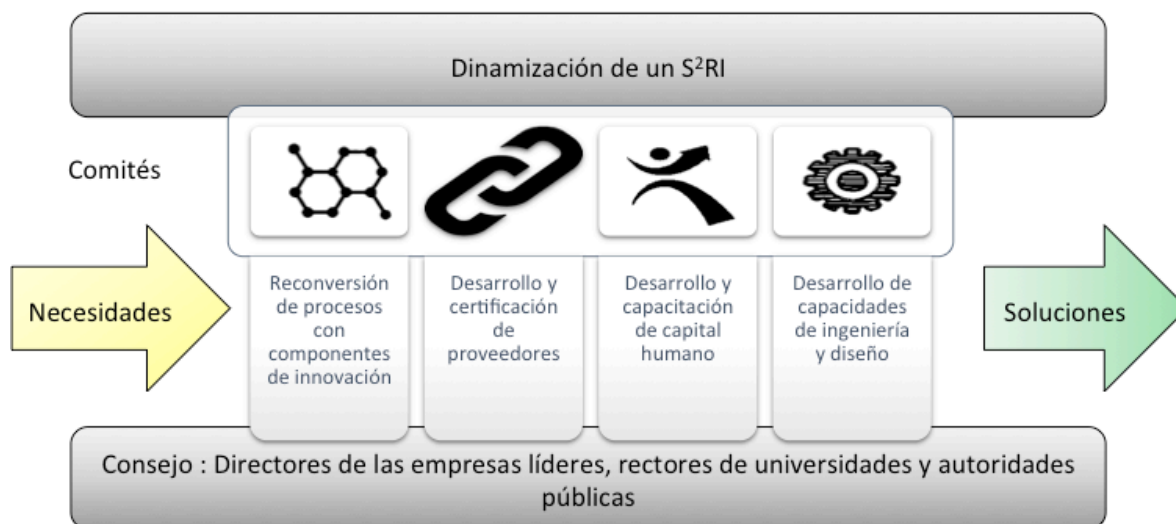 Dinamización de un S²RI
Comités
Necesidades
Reconversión
de procesos
con
componentes
de innovación
Desarrollo y
certificación
de
proveedores
Desarrollo y
capacitación
de capital
humano
Desarrollo de
capacidades
de ingeniería
y diseño
Soluciones
Consejo : Directores de las empresas líderes, rectores de universidades y autoridades
públicas